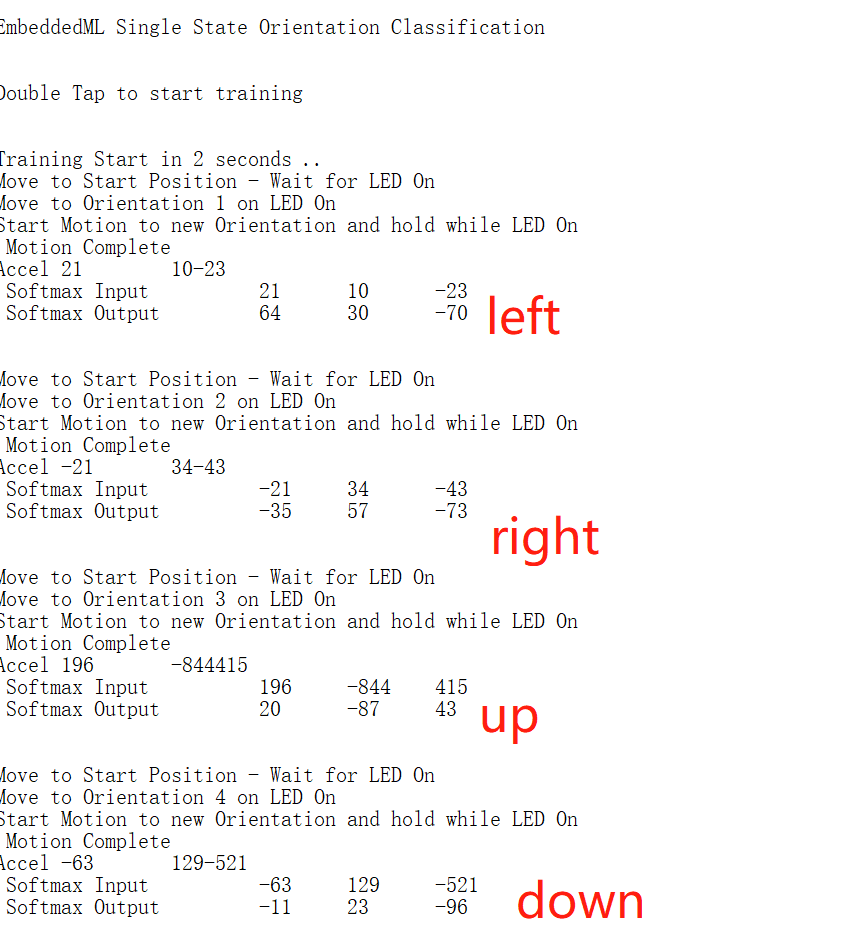 EmbeddedML Single State Orientation Classification
Double Tap to start training
Training Start in 2 seconds ..
Move to Start Position - Wait for LED On
Move to Orientation 1 on LED On
Start Motion to new Orientation and hold while LED On
Motion Complete
Accel 21 10-23
Softmax Input 21 10 -23
Softmax Output 64 30 -70
left
Move to Start Position - Wait for LED On
Move to Orientation 2 on LED On
Start Motion to new Orientation and hold while LED On
Motion Complete
Accel -21 34-43
Softmax Input -21 34 -43
Softmax Output -35 57 -73
right
Move to Start Position - Wait for LED On
Move to Orientation 3 on LED On
Start Motion to new Orientation and hold while LED On
Motion Complete
Accel 196 -844415
Softmax Input 196 -844 415
Softmax Output 20 -87 43
up
Move to Start Position - Wait for LED On
Move to Orientation 4 on LED On
Start Motion to new Orientation and hold while LED On
Motion Complete
Accel -63 129-521
Softmax Input -63 129 -521
Softmax Output -11 23 -96
down